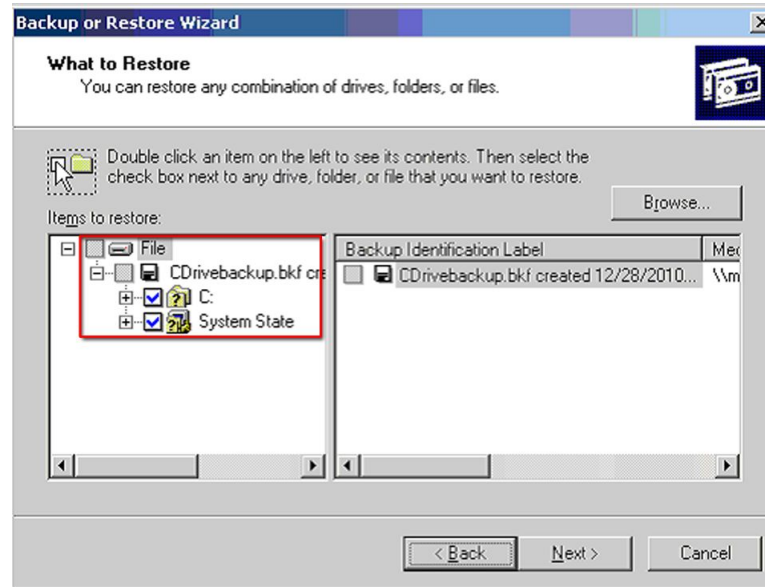 Backup or Restore Wizard
What to Restore
You can restore any combination of drives, folders, or files.
Double click an item on the left to see its contents. Then select the
check box next to any drive, folder, or file that you want to restore.
Browse...
Items to restore:
File
CDrivebackup.bkf cre
C:
System State
Backup Identification Label
Med
CDrivebackup.bkf created 12/28/2010...
\\m
< Back
Next >
Cancel